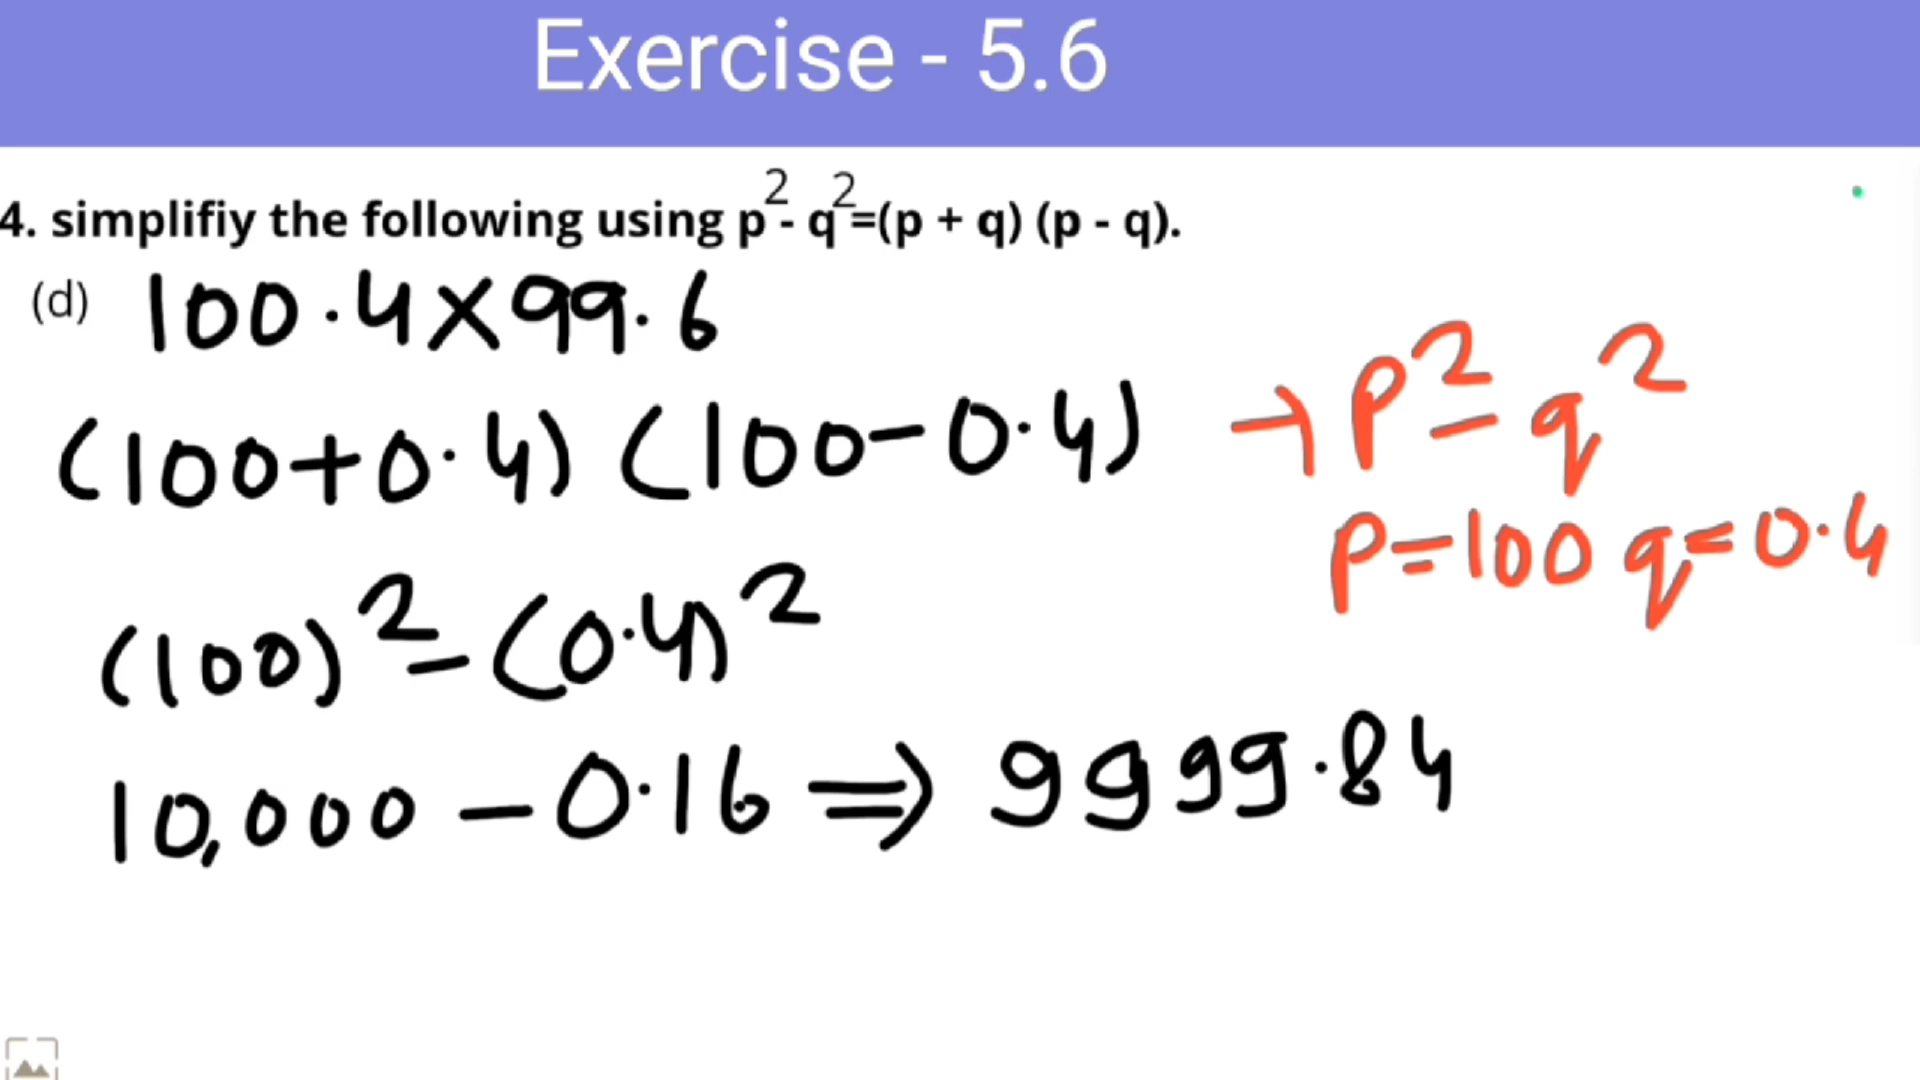 Exercise - 5.6
4. simplifiy the following using p²- q²=(p + q) (p - q).
(d) 100.4×99.6
(100+0.4) (100-0.4) → p²- q²
p=100 q=0.4
(100)²-(0.4)²
10,000 - 0.16 ⇒ 9999.84